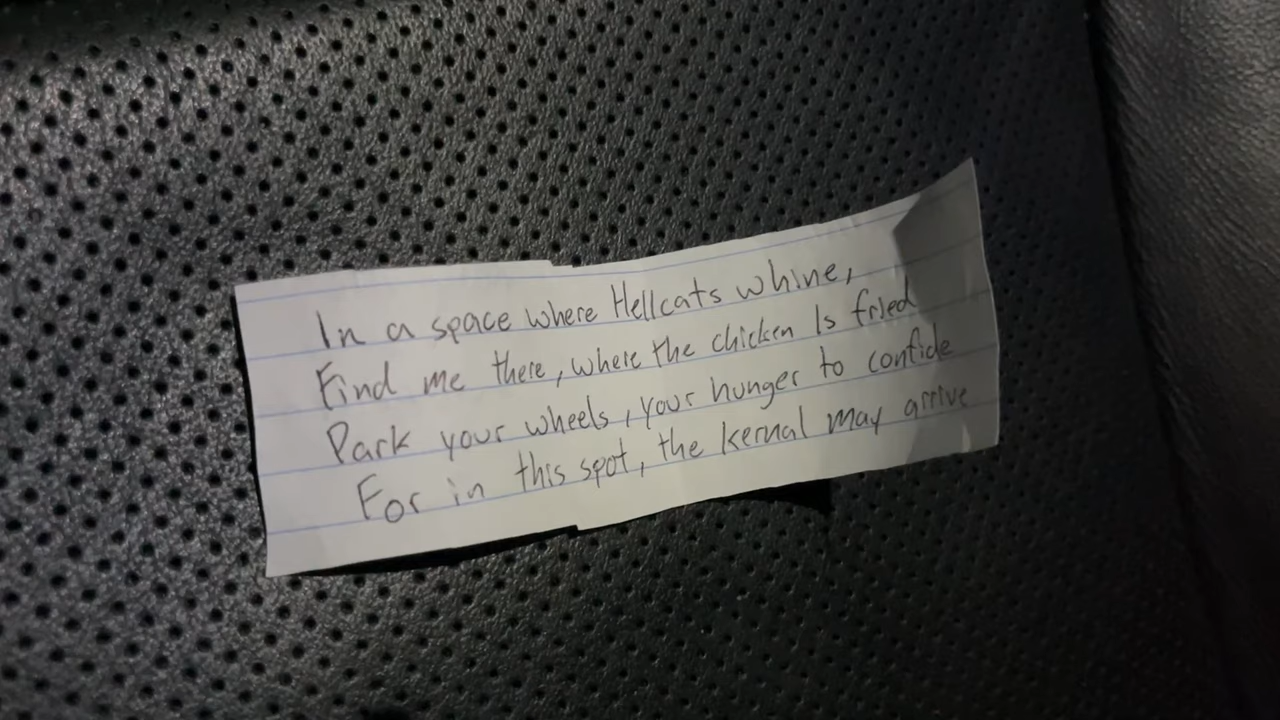 In a space where Hellcats whine,
Find me there, where the chicken Is fried
Park your wheels, your hunger to confide
For in this spot, the kernal may arrive